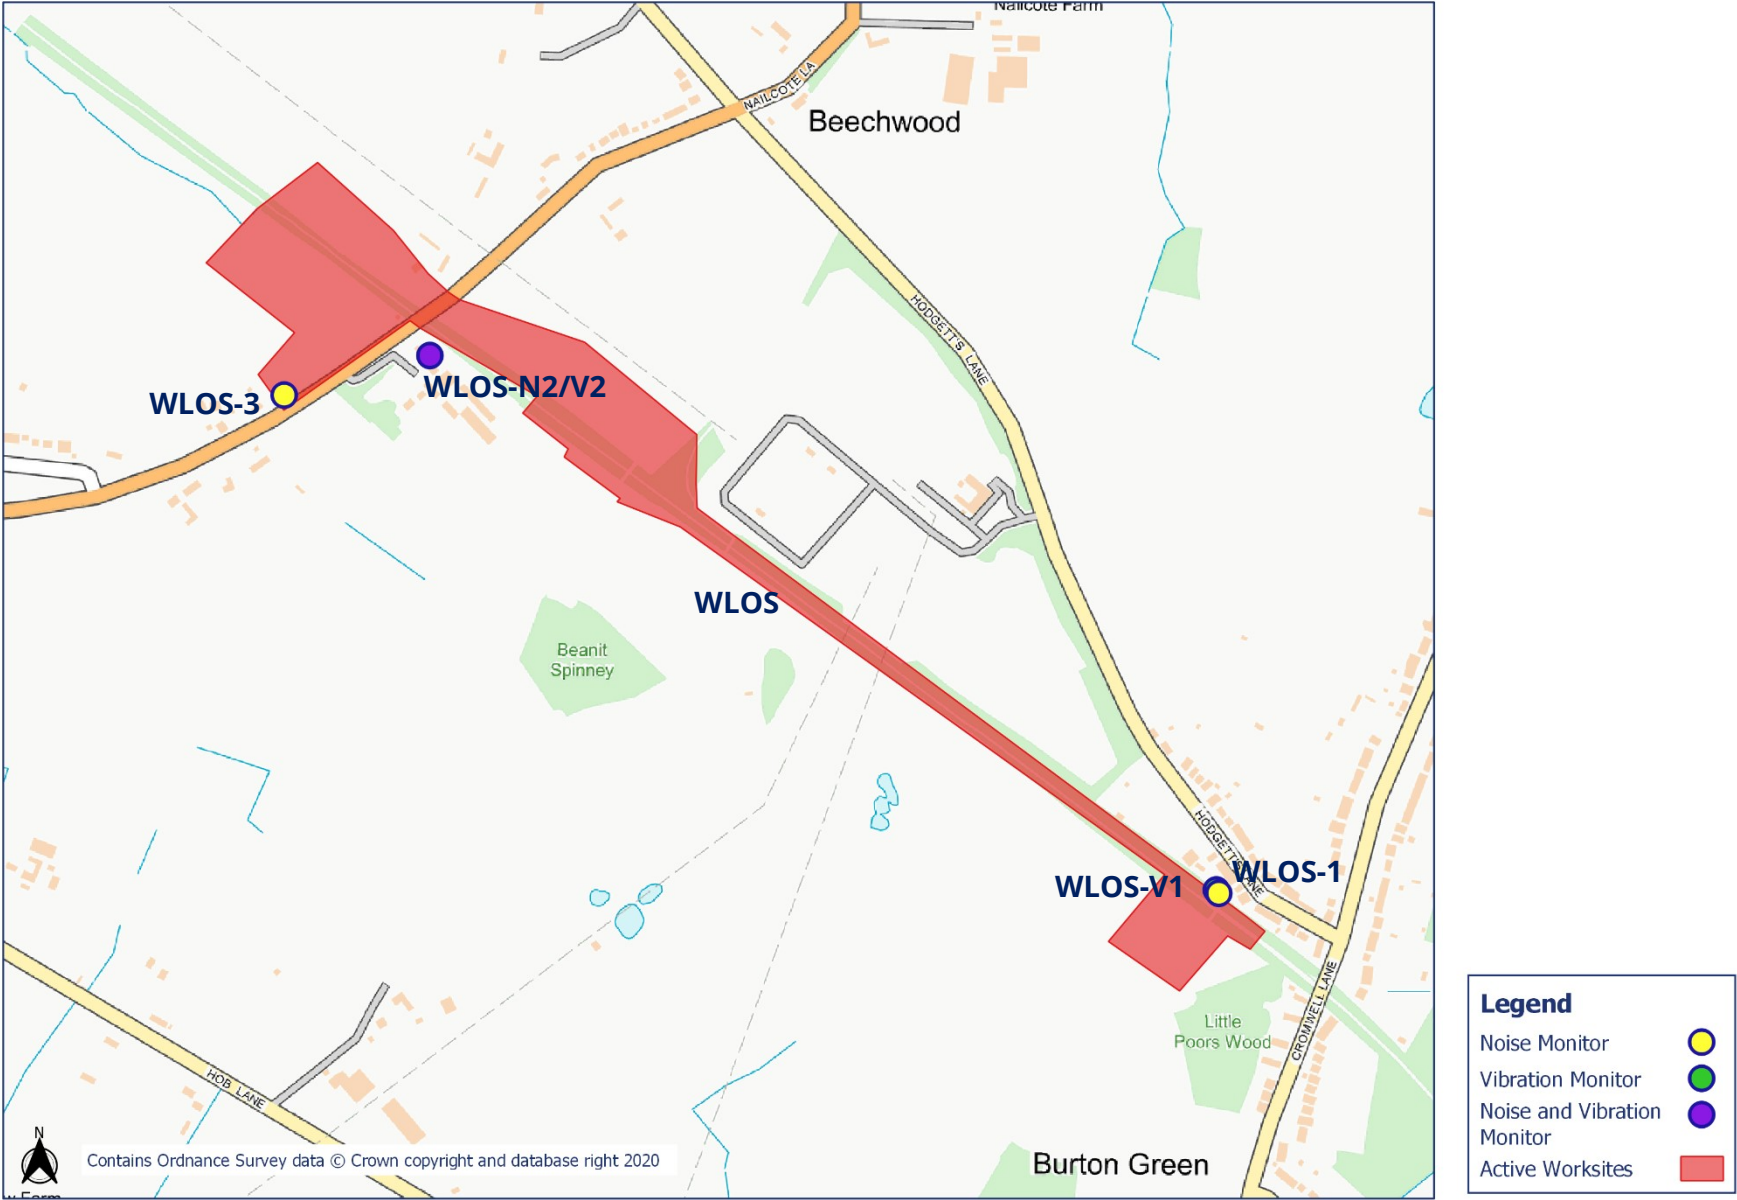 Nailcote Farm
NAILCOTE LA
Beechwood
HODGETT'S LANE
WLOS-N2/V2
WLOS-3
WLOS
Beanit
Spinney
HODGETT'S LANE
WLOS-1
WLOS-V1
Little
Poors Wood
CROMWELL LANE
HOB LANE
Burton Green
N
Contains Ordnance Survey data © Crown copyright and database right 2020
w Farm
Legend
Noise Monitor
Vibration Monitor
Noise and Vibration
Monitor
Active Worksites